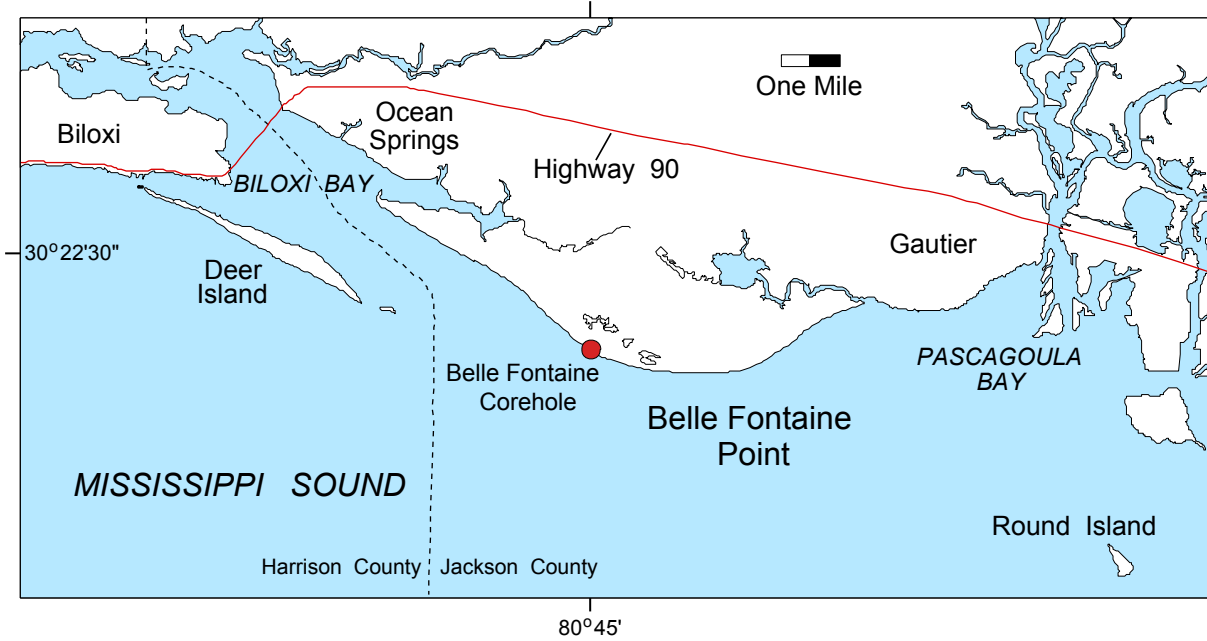 One Mile
Ocean
Springs
Biloxi
Highway 90
BILOXI BAY
Gautier
30°22'30"
Deer
Island
PASCAGOULA
BAY
Belle Fontaine
Corehole
Belle Fontaine
Point
MISSISSIPPI SOUND
Round Island
Harrison County
Jackson County
80°45'